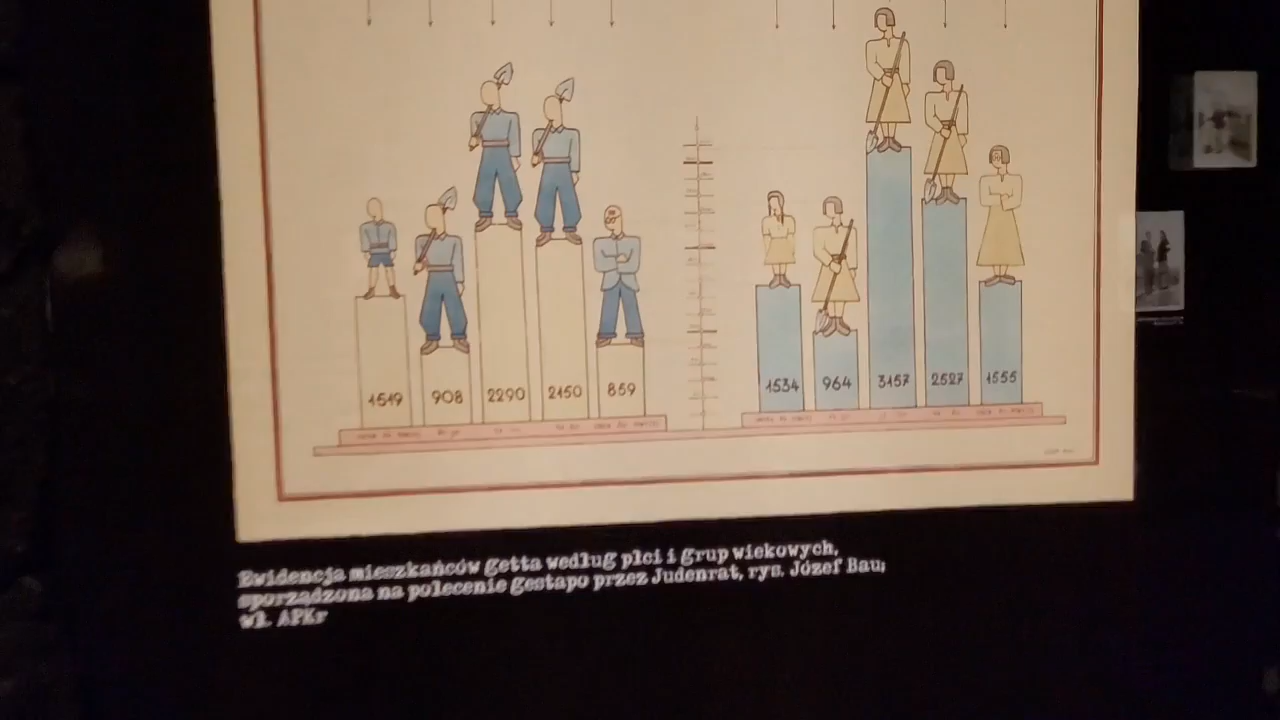 1519 908 2290 2150 859 1534 964 3157 2527 1555
Ewidencja mieszkańców getta według płci i grup wiekowych,
sporządzona na polecenie gestapo przez Judenrat, rys. Józef Bau,
wł. APKr